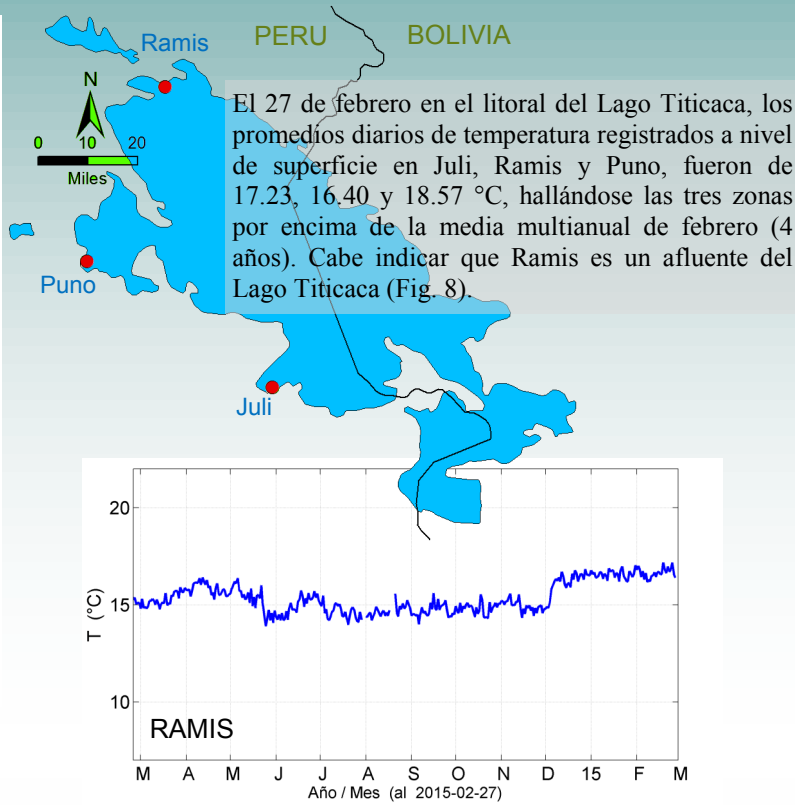 PERU BOLIVIA
Ramis
N
0 10 20
Miles
El 27 de febrero en el litoral del Lago Titicaca, los
promedios diarios de temperatura registrados a nivel
de superficie en Juli, Ramis y Puno, fueron de
17.23, 16.40 y 18.57 °C, hallándose las tres zonas
por encima de la media multianual de febrero (4
años). Cabe indicar que Ramis es un afluente del
Lago Titicaca (Fig. 8).
Puno
Juli
20
15
10
T (°C)
RAMIS
M A M J J A S O N D 15 F M
Año / Mes (al 2015-02-27)